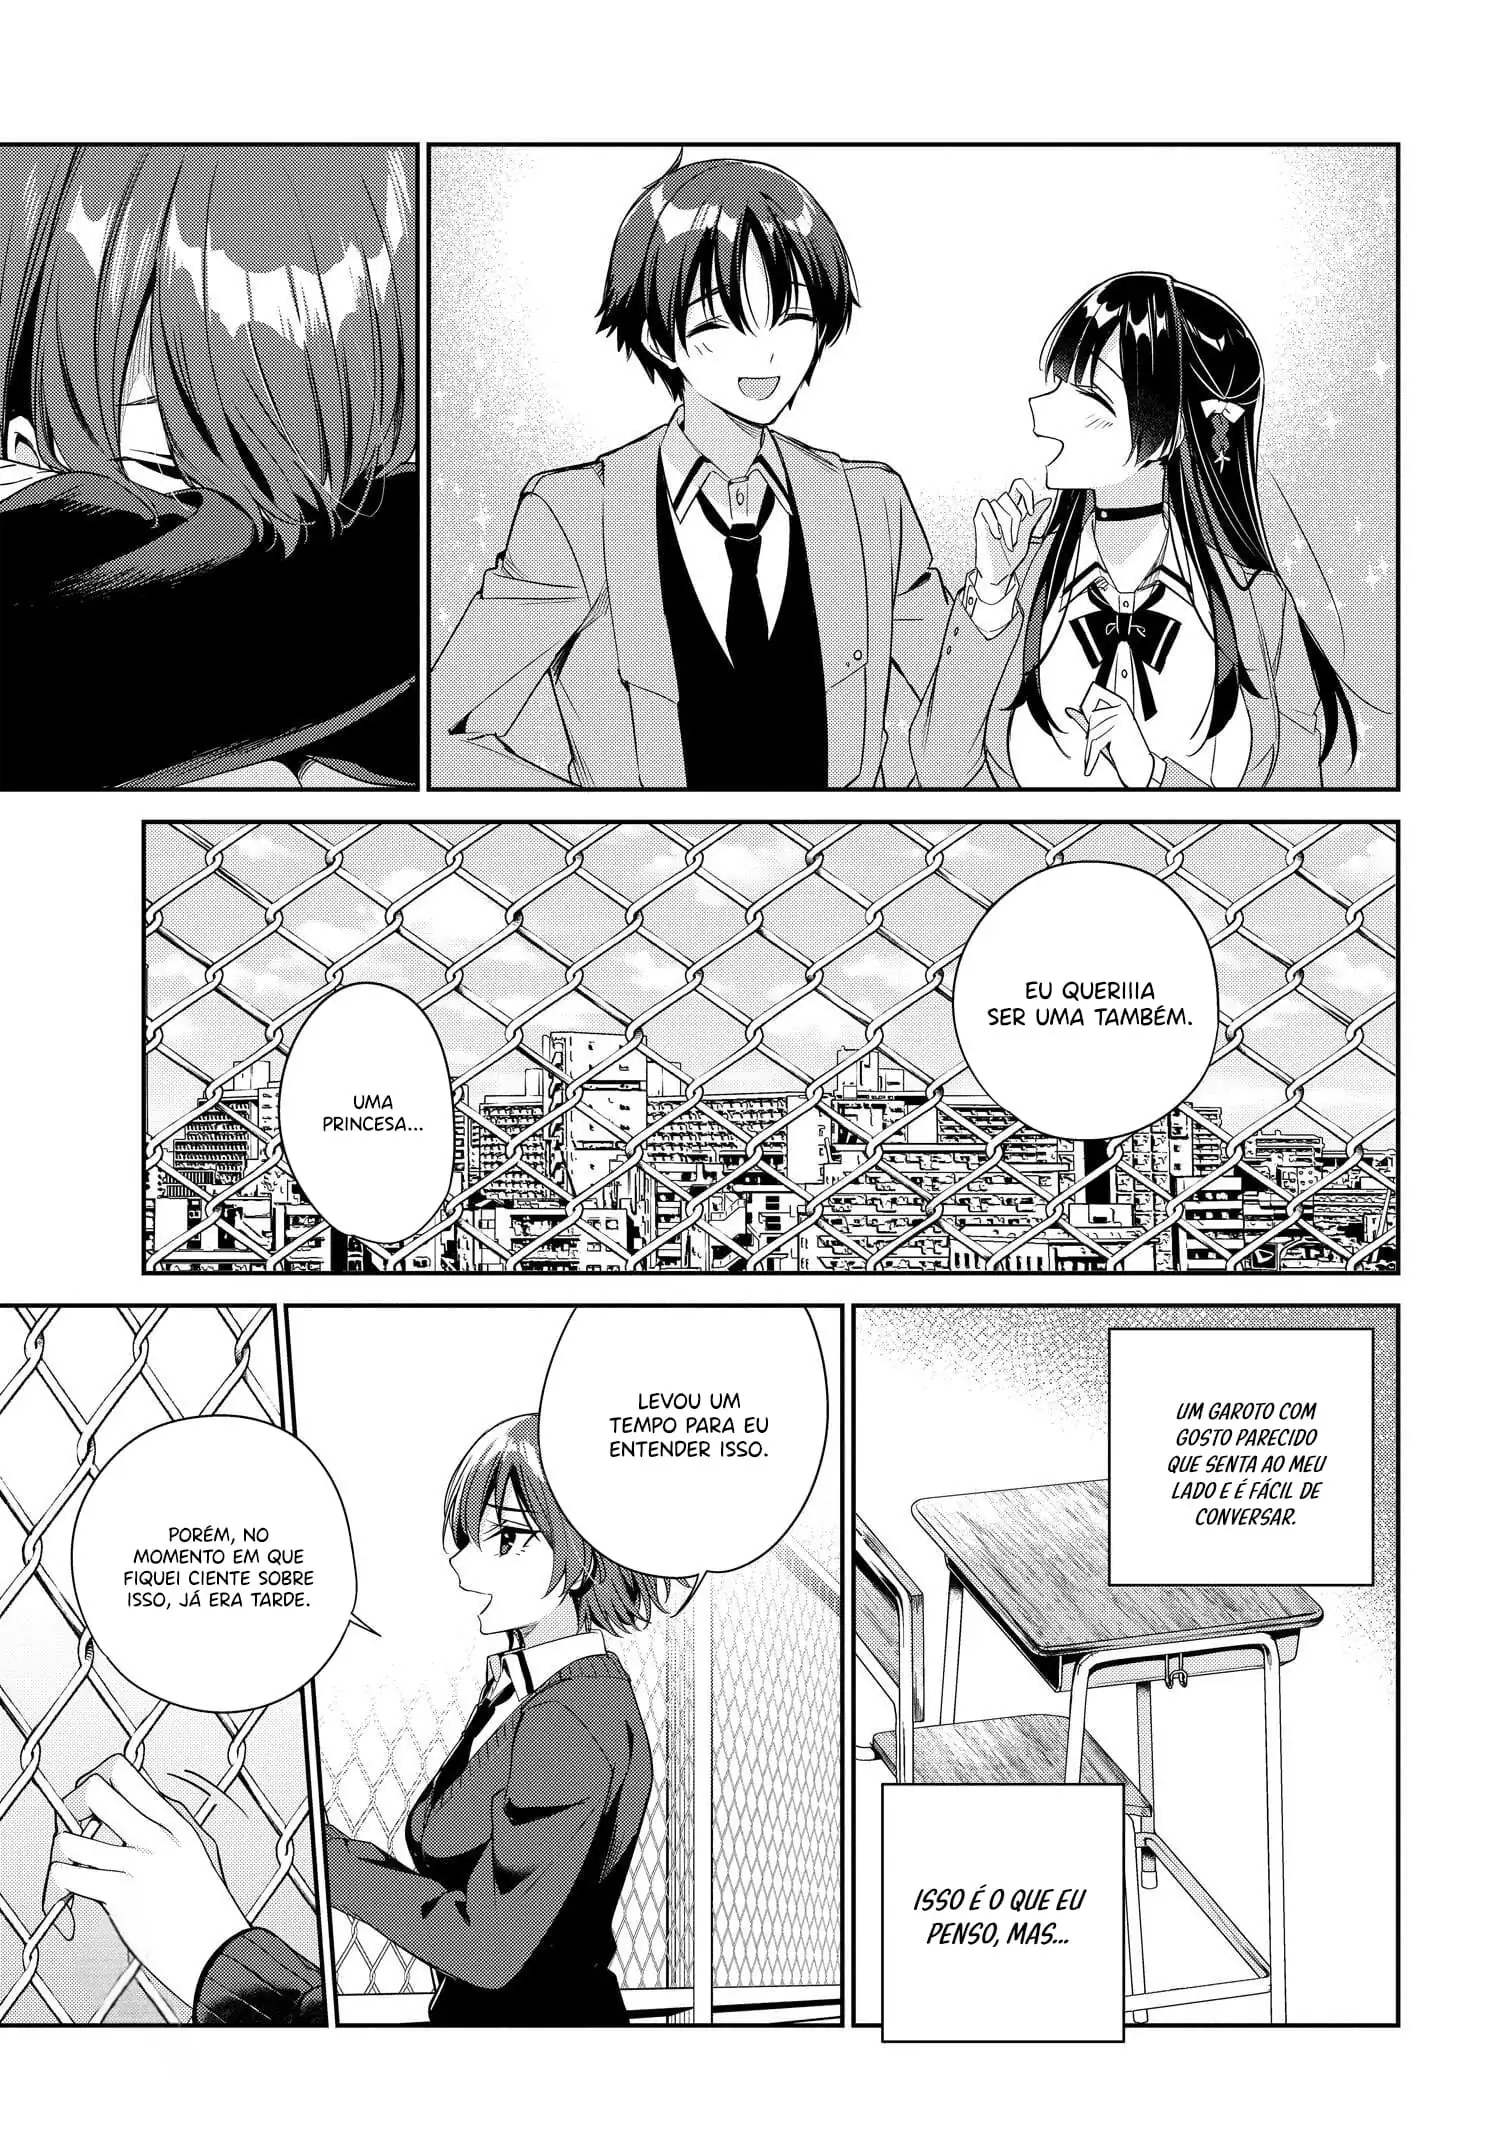 EU QUERIIIA
SER UMA TAMBÉM.
UMA
PRINCESA...
UM GAROTO COM
GOSTO PARECIDO
QUE SENTA AO MEU
LADO E É FÁCIL DE
CONVERSAR.
ISSO É O QUE EU
PENSO, MAS...
LEVOU UM
TEMPO PARA EU
ENTENDER ISSO.
PORÉM, NO
MOMENTO EM QUE
FIQUEI CIENTE SOBRE
ISSO, JÁ ERA TARDE.